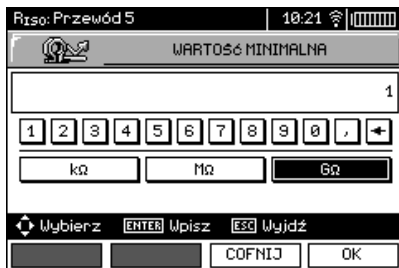 RISO: Przewód 5 10:21
WARTOŚĆ MINIMALNA
1
1 2 3 4 5 6 7 8 9 0 , ←
kΩ MΩ GΩ
Wybierz ENTER Wpisz ESC Wyjdź
COFNIJ OK